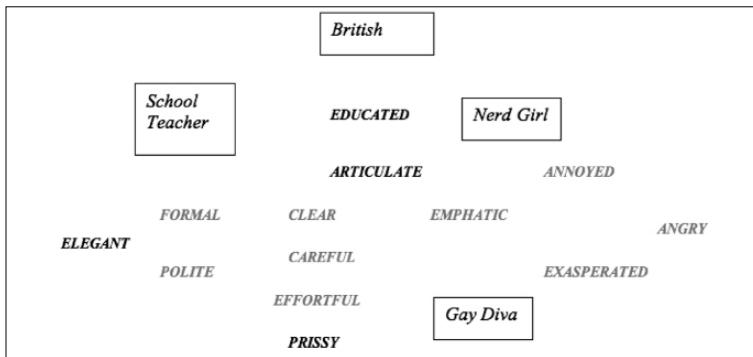 British
School
Teacher
EDUCATED
Nerd Girl
ARTICULATE
ANNOYED
FORMAL
CLEAR
EMPHATIC
ANGRY
ELEGANT
CAREFUL
POLITE
EXASPERATED
EFFORTFUL
Gay Diva
PRISSY